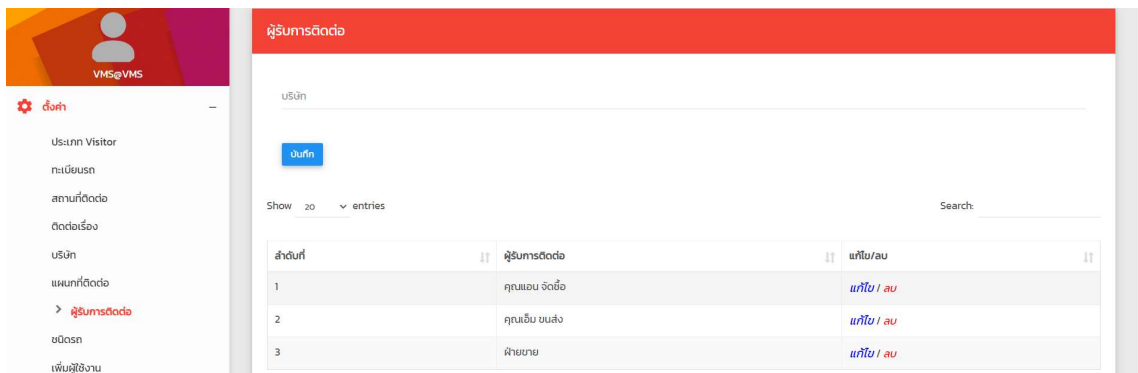 VMS@VMS
ตั้งค่า
ประเภท Visitor
ทะเบียนรถ
สถานที่ติดต่อ
ติดต่อเรื่อง
บริษัท
แผนกที่ติดต่อ
ผู้รับการติดต่อ
ชนิดรถ
เพิ่มผู้ใช้งาน
ผู้รับการติดต่อ
บริษัท
บันทึก
Show 20 entries Search:
ลำดับที่ ผู้รับการติดต่อ แก้ไข/ลบ
1 คุณแอน จัดซื้อ แก้ไข / ลบ
2 คุณเอ็ม ขนส่ง แก้ไข / ลบ
3 ฝ่ายขาย แก้ไข / ลบ